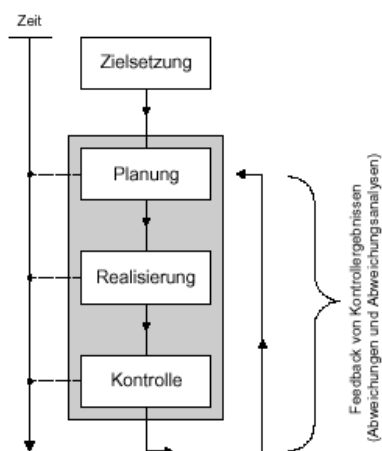 Zeit
Zielsetzung
Planung
Realisierung
Kontrolle
Feedback von Kontrollergebnissen
(Abweichungen und Abweichungsanalysen)